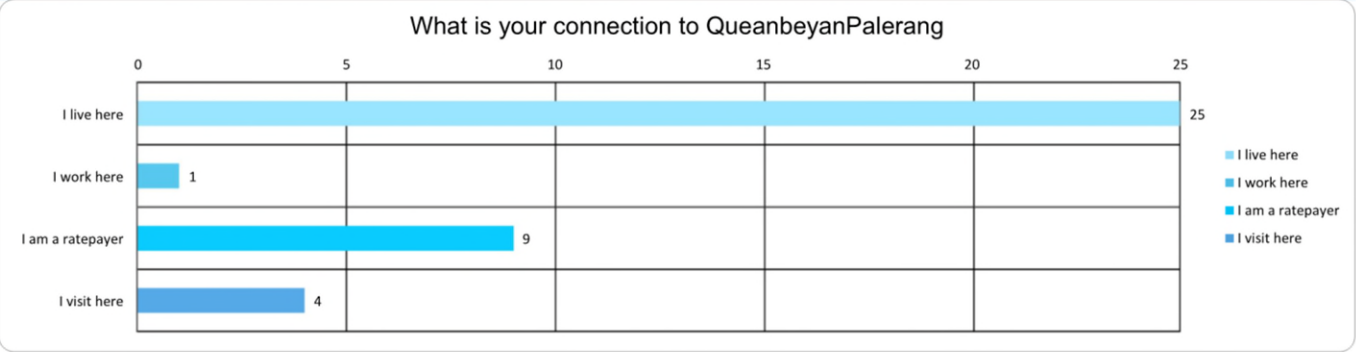 What is your connection to QueanbeyanPalerang
0 5 10 15 20 25
I live here 25
I work here 1
I am a ratepayer 9
I visit here 4
I live here
I work here
I am a ratepayer
I visit here